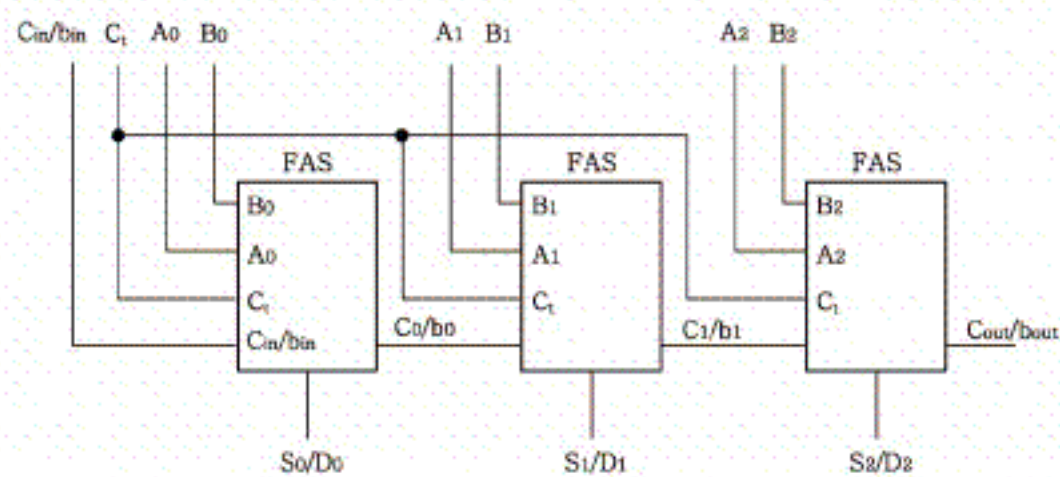 Cin/bin Ct A0 B0 A1 B1 A2 B2
FAS FAS FAS
B0 B1 B2
A0 A1 A2
Ct Ct Ct
Cin/bin C0/b0 C1/b1 Cout/bout
S0/D0 S1/D1 S2/D2